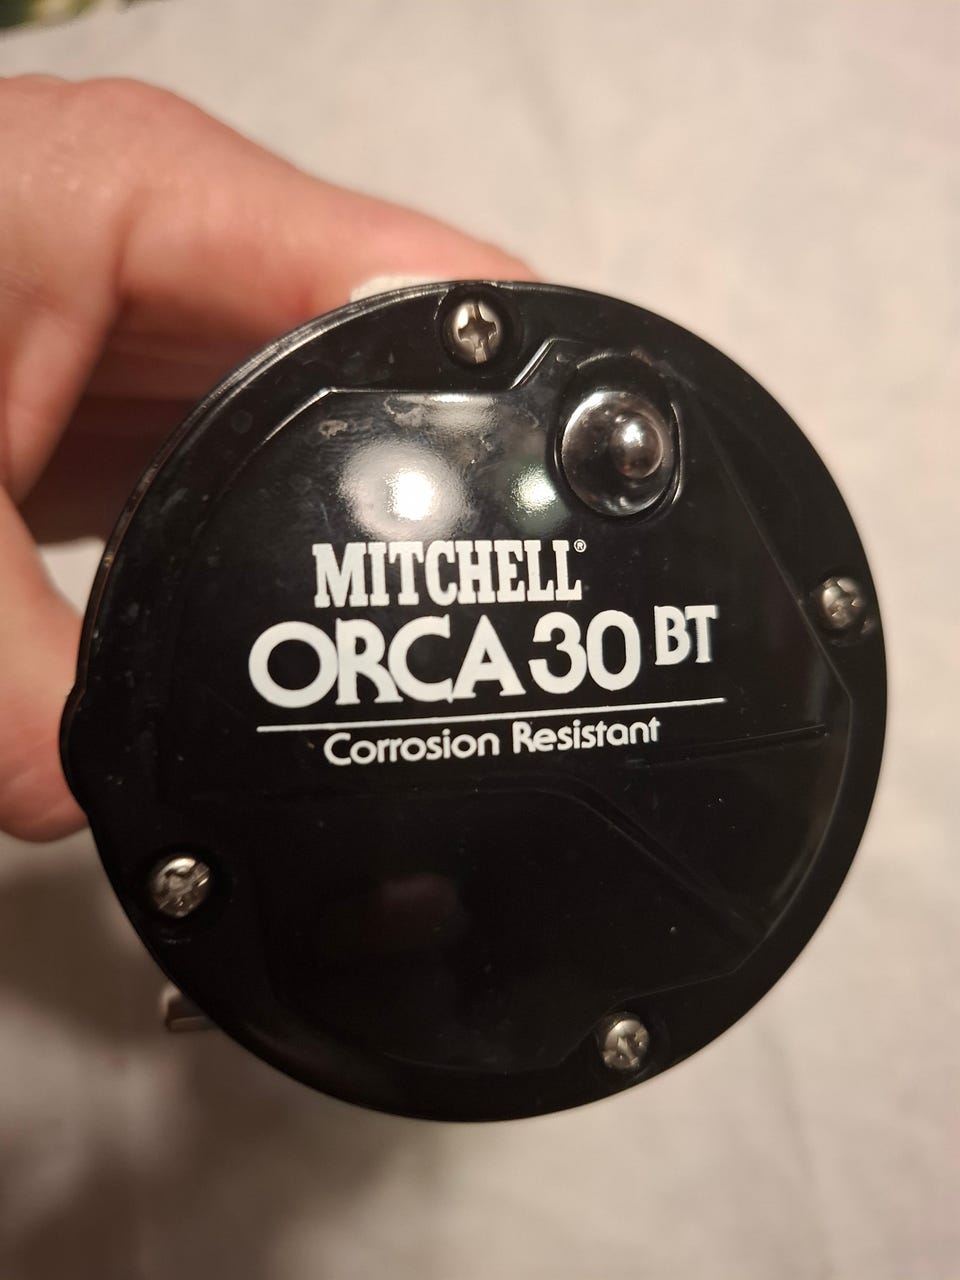 MITCHELL®
ORCA 30 BT
Corrosion Resistant